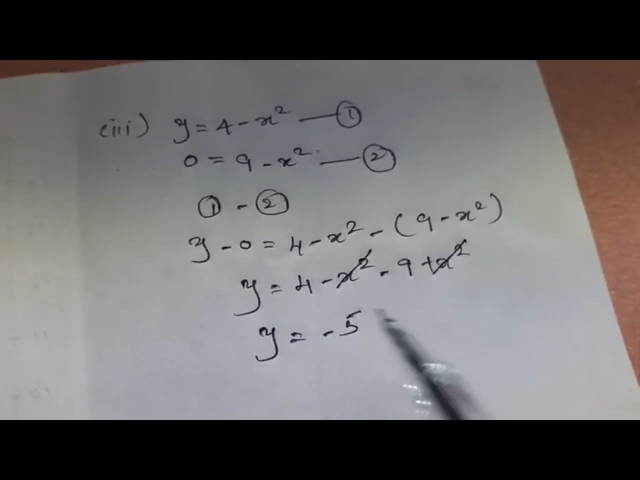 (iii) y = 4 - x² — ①
0 = 9 - x² — ②
① - ②
y - 0 = 4 - x² - (9 - x²)
y = 4 - x² - 9 + x²
y = - 5